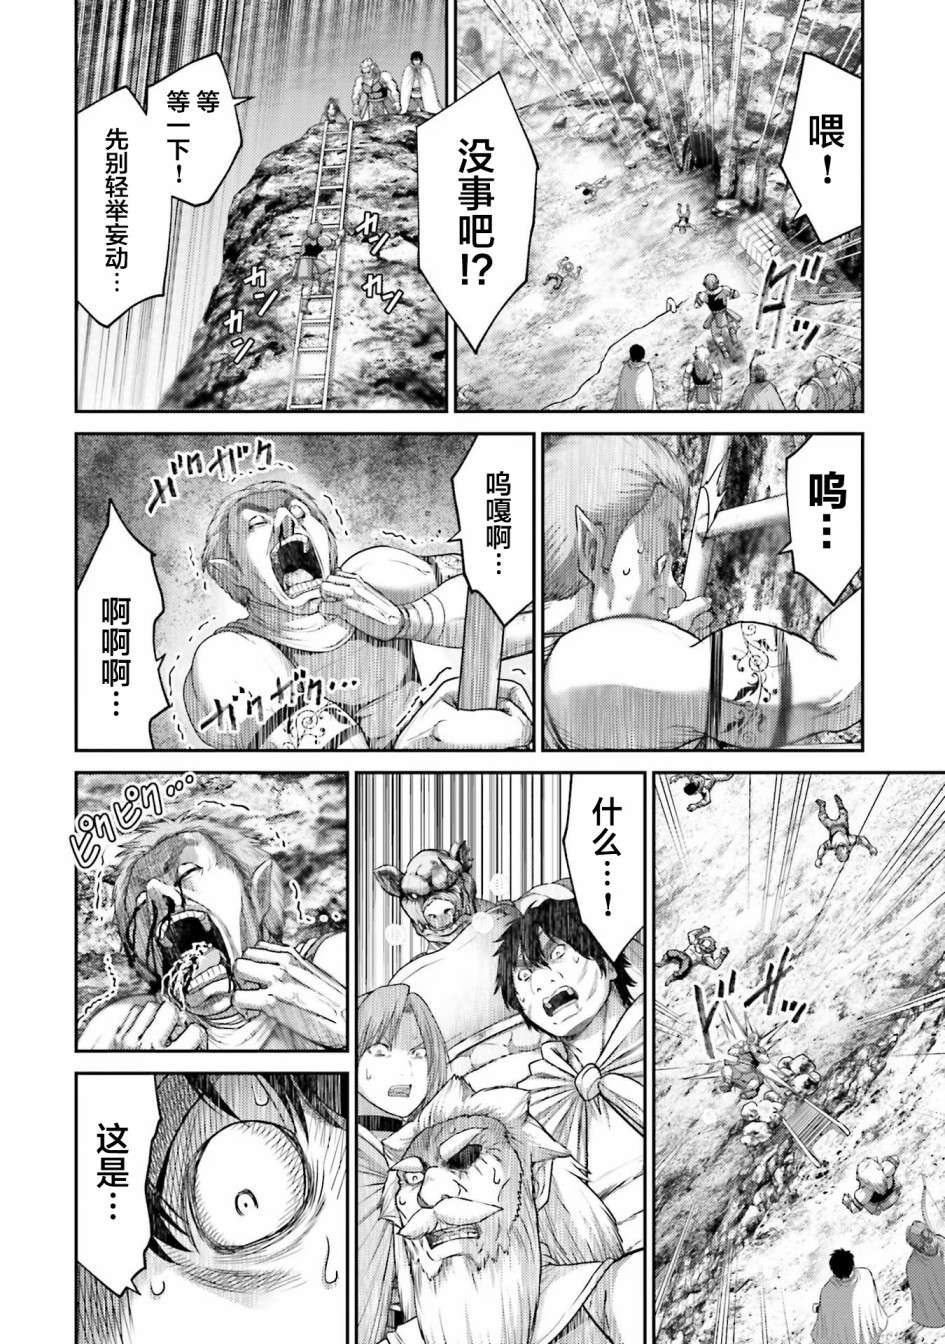 喂！
没事吧!?
ダッ
等
等一下！
先别轻举妄动…
カン
カン
カン
カン
呜…
呜嘎啊…
ガクガク
啊啊啊…
ガクガク…
ドガッ
什么…！
ピクピク…
这是…